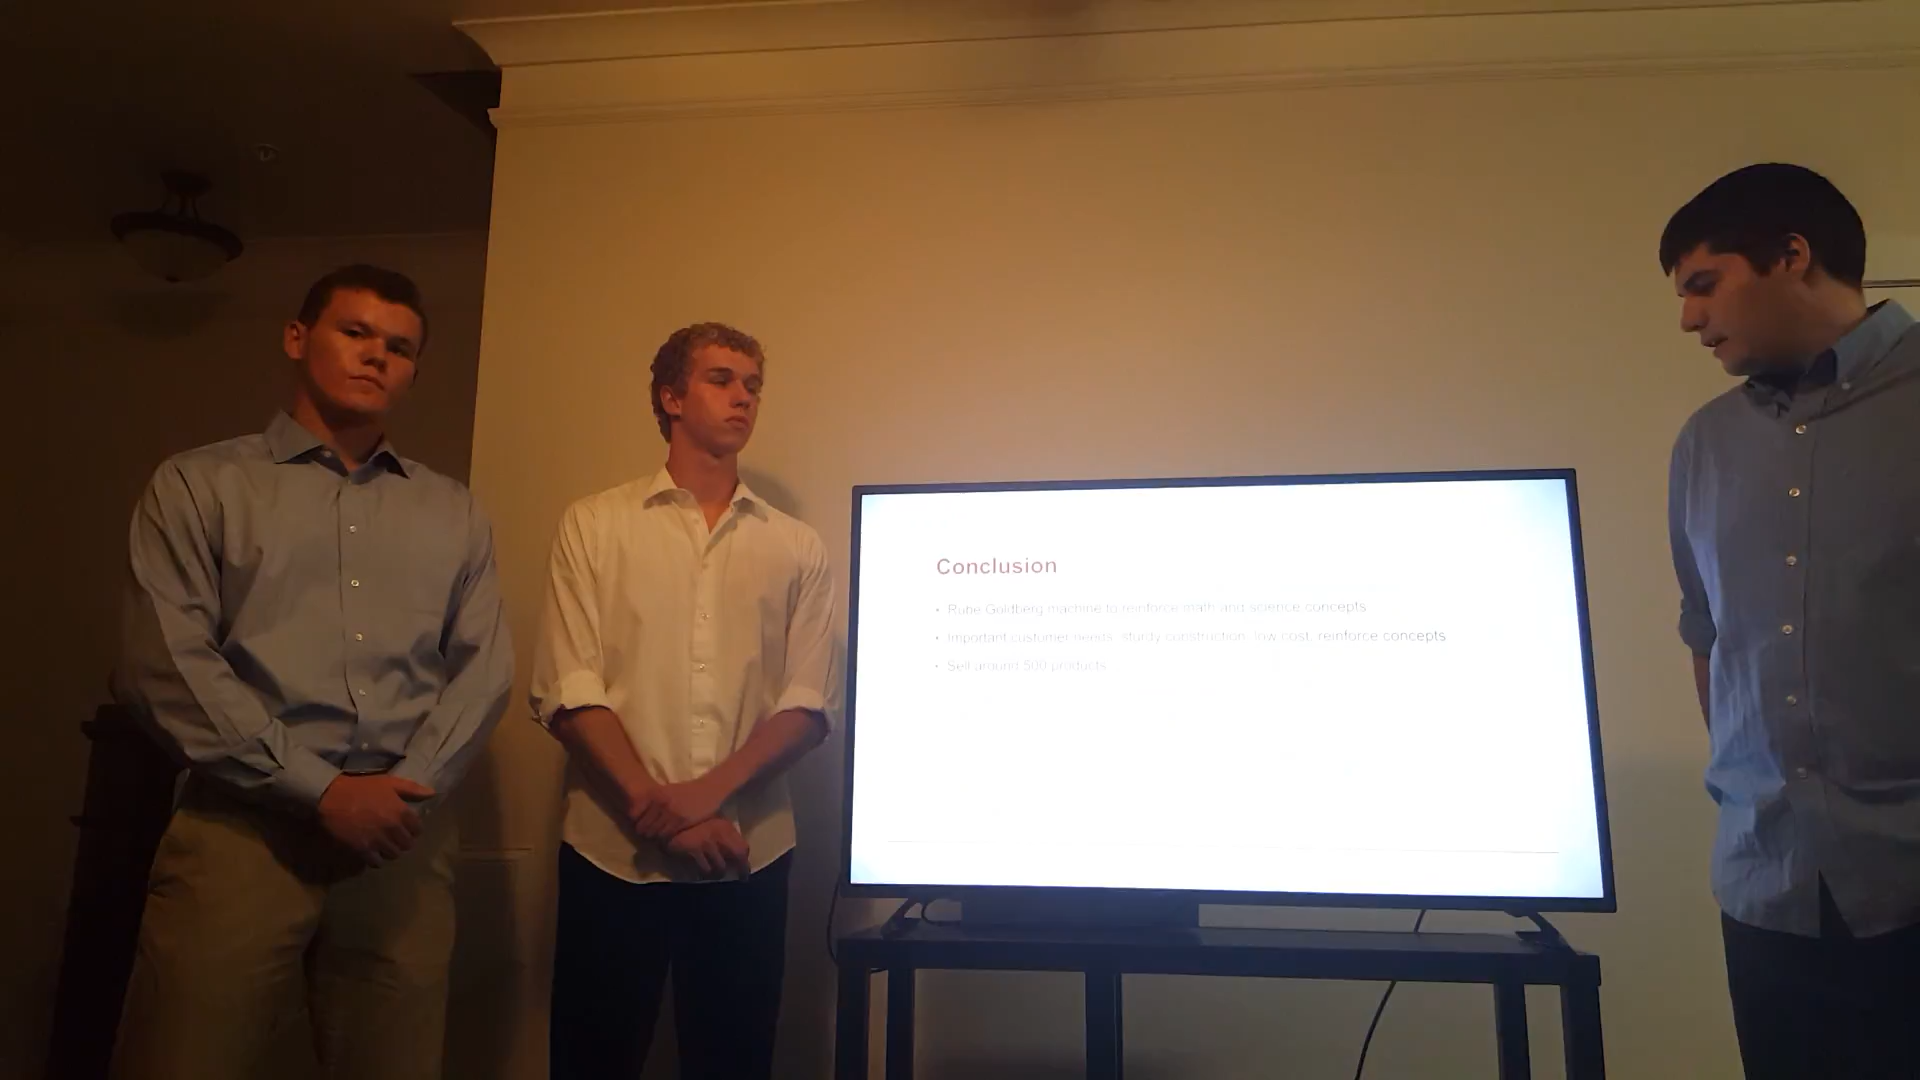 Conclusion
• Rube Goldberg machine to reinforce math and science concepts
• Important customer needs: sturdy construction, low cost, reinforce concepts
• Sell around 500 products